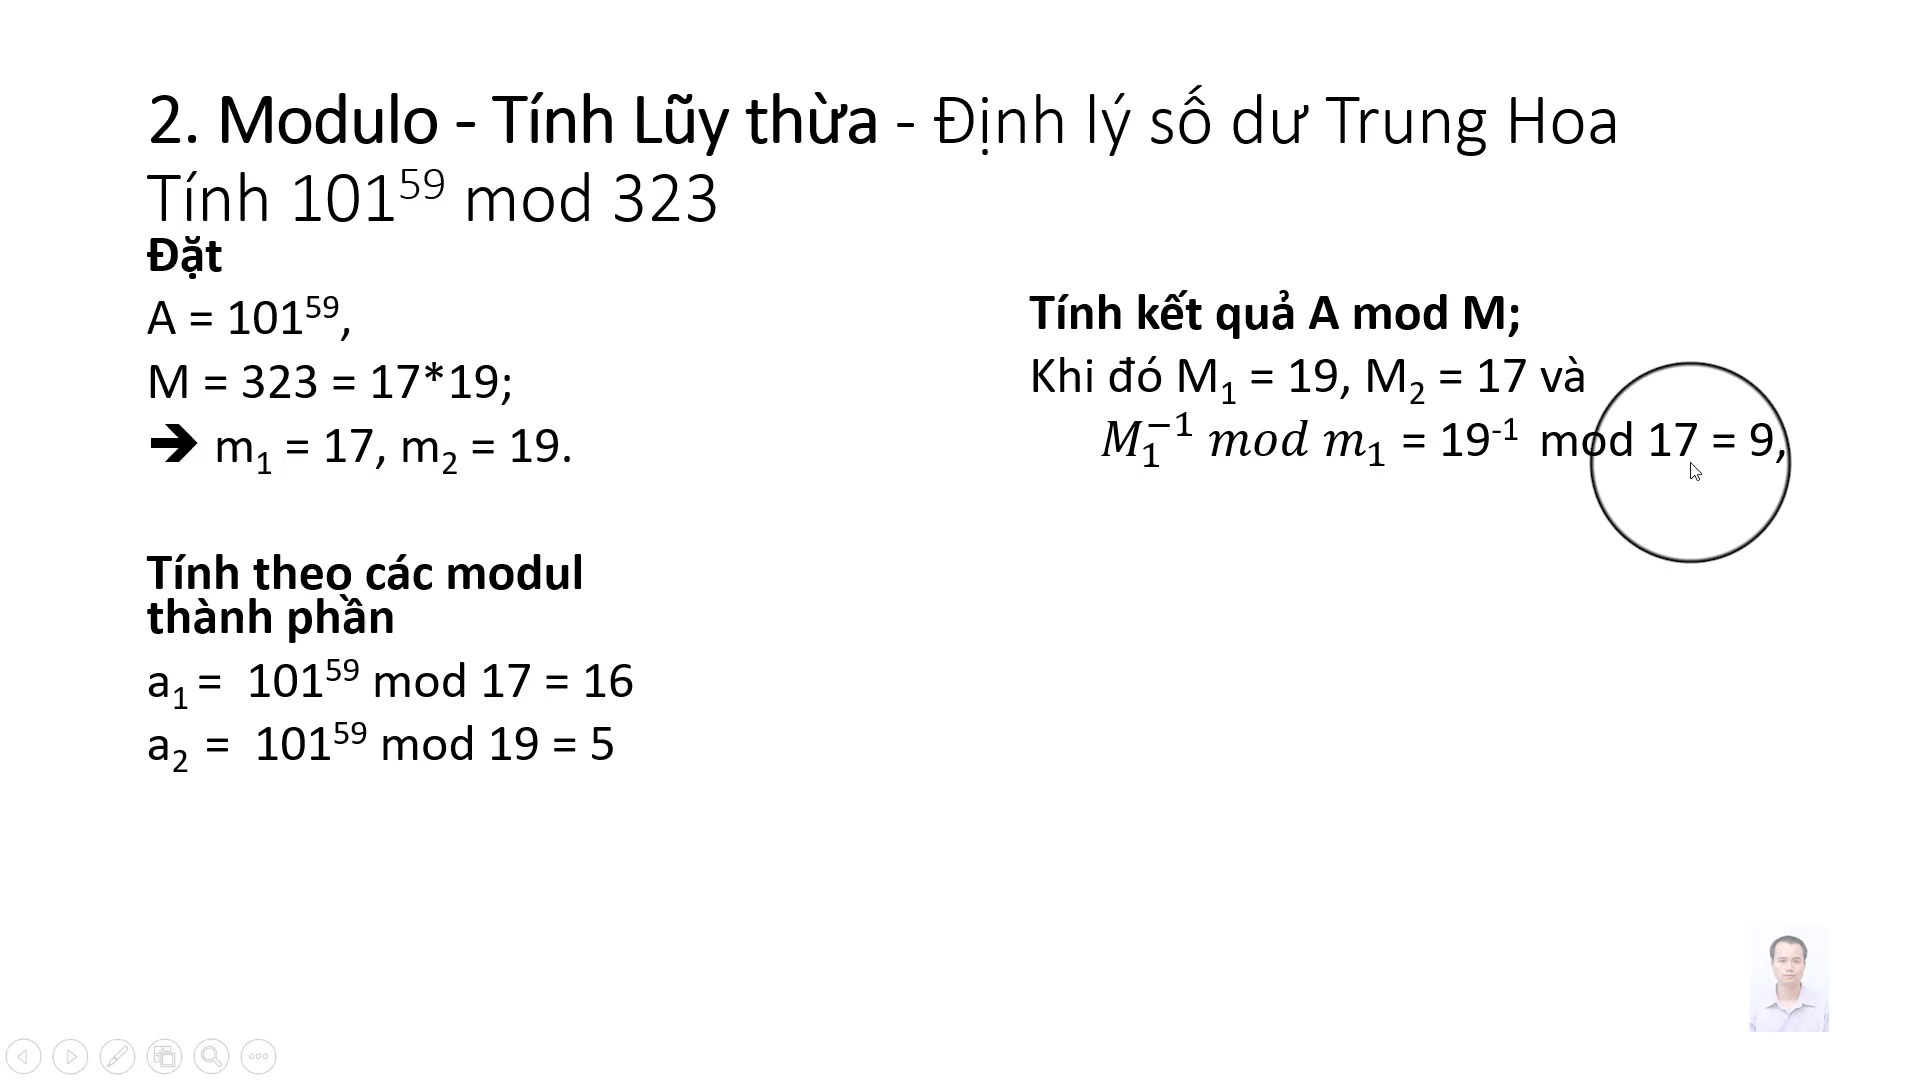 2. Modulo - Tính Lũy thừa - Định lý số dư Trung Hoa
Tính 101⁵⁹ mod 323
Đặt
A = 101⁵⁹,
M = 323 = 17*19;
➔ m₁ = 17, m₂ = 19.
Tính theo các modul
thành phần
a₁ = 101⁵⁹ mod 17 = 16
a₂ = 101⁵⁹ mod 19 = 5
Tính kết quả A mod M;
Khi đó M₁ = 19, M₂ = 17 và
M₁⁻¹ mod m₁ = 19⁻¹ mod 17 = 9,